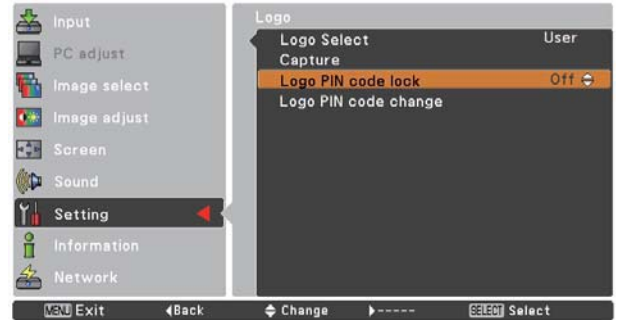 Input
PC adjust
Image select
Image adjust
Screen
Sound
Setting
Information
Network
Logo
Logo Select User
Capture
Logo PIN code lock Off
Logo PIN code change
MENU Exit Back Change ----- SELECT Select